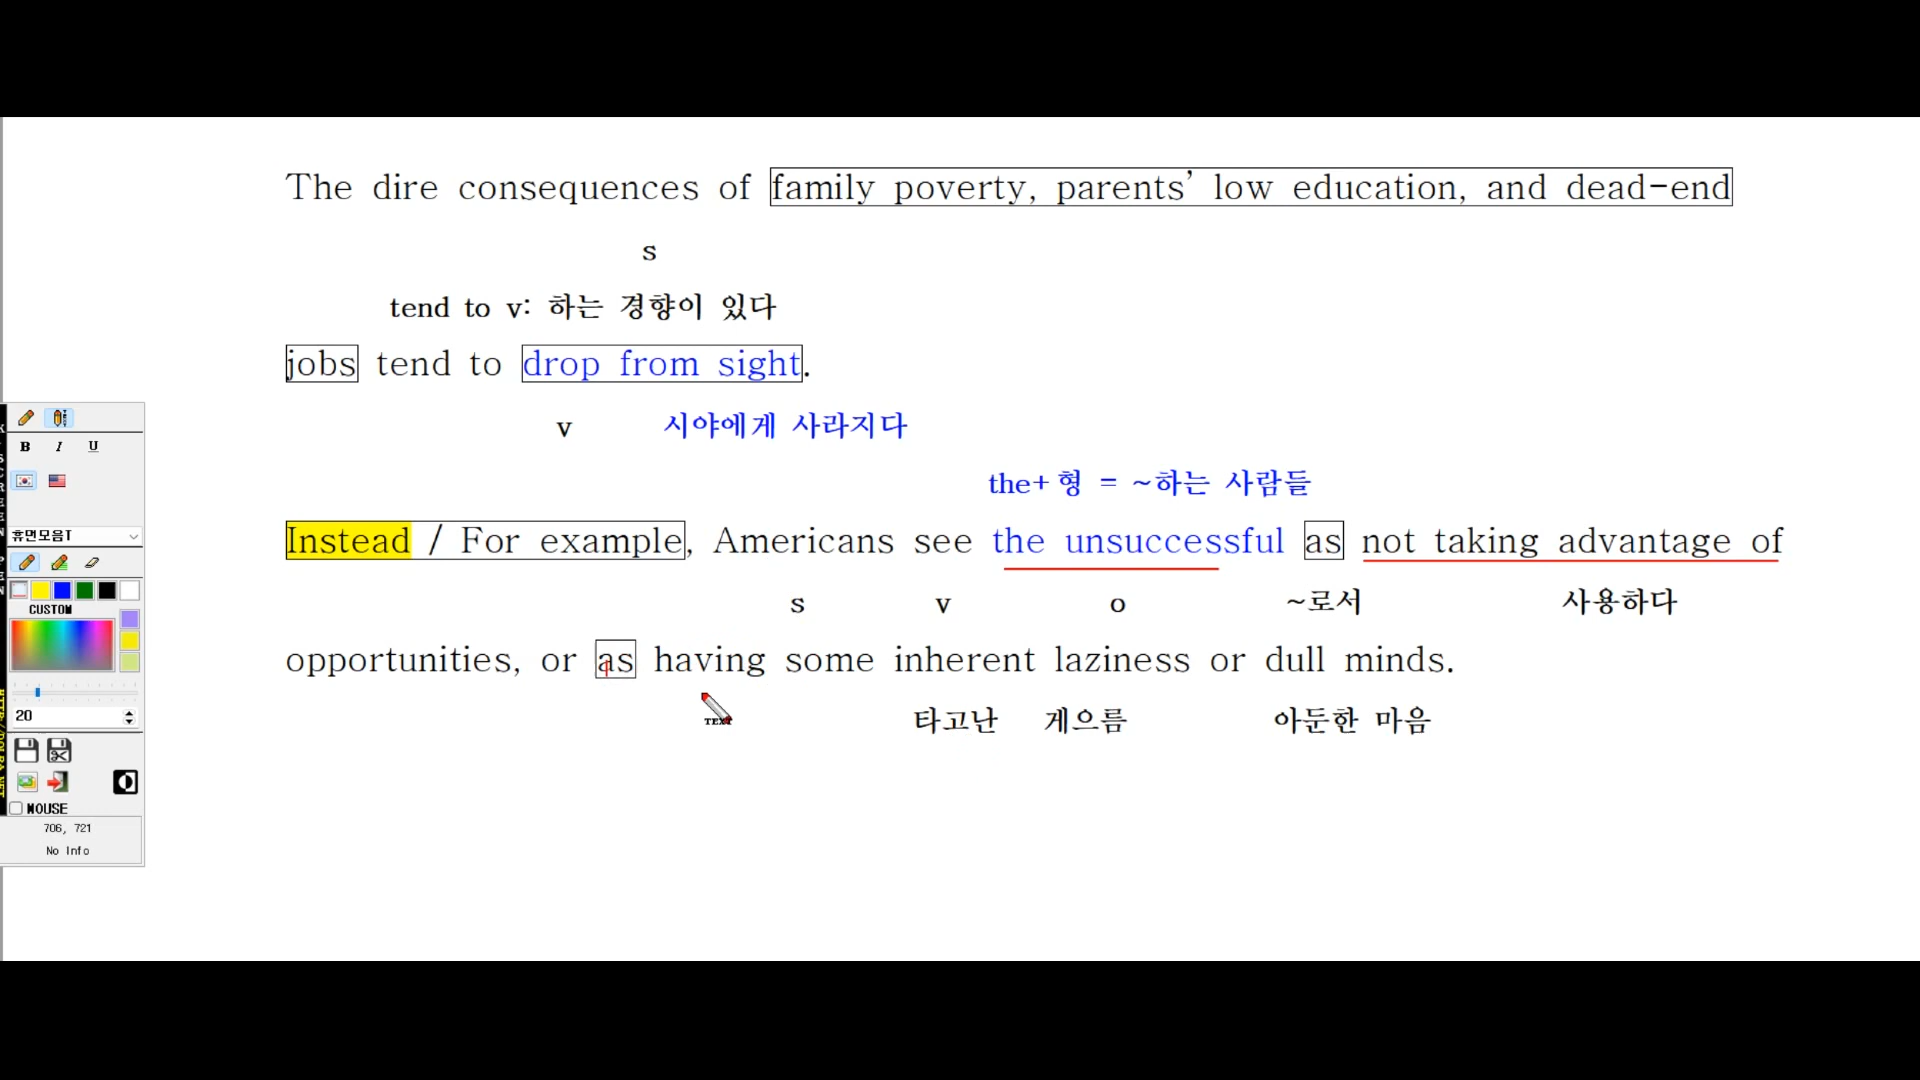 The dire consequences of family poverty, parents’ low education, and dead-end
s
tend to v: 하는 경향이 있다
jobs tend to drop from sight.
v 시야에게 사라지다
the+ 형 = ~하는 사람들
Instead / For example, Americans see the unsuccessful as not taking advantage of
s v o ~로서 사용하다
opportunities, or as having some inherent laziness or dull minds.
타고난 게으름 아둔한 마음
B I U
휴먼모음T
CUSTOM
20
MOUSE
706, 721
No Info
TEXT